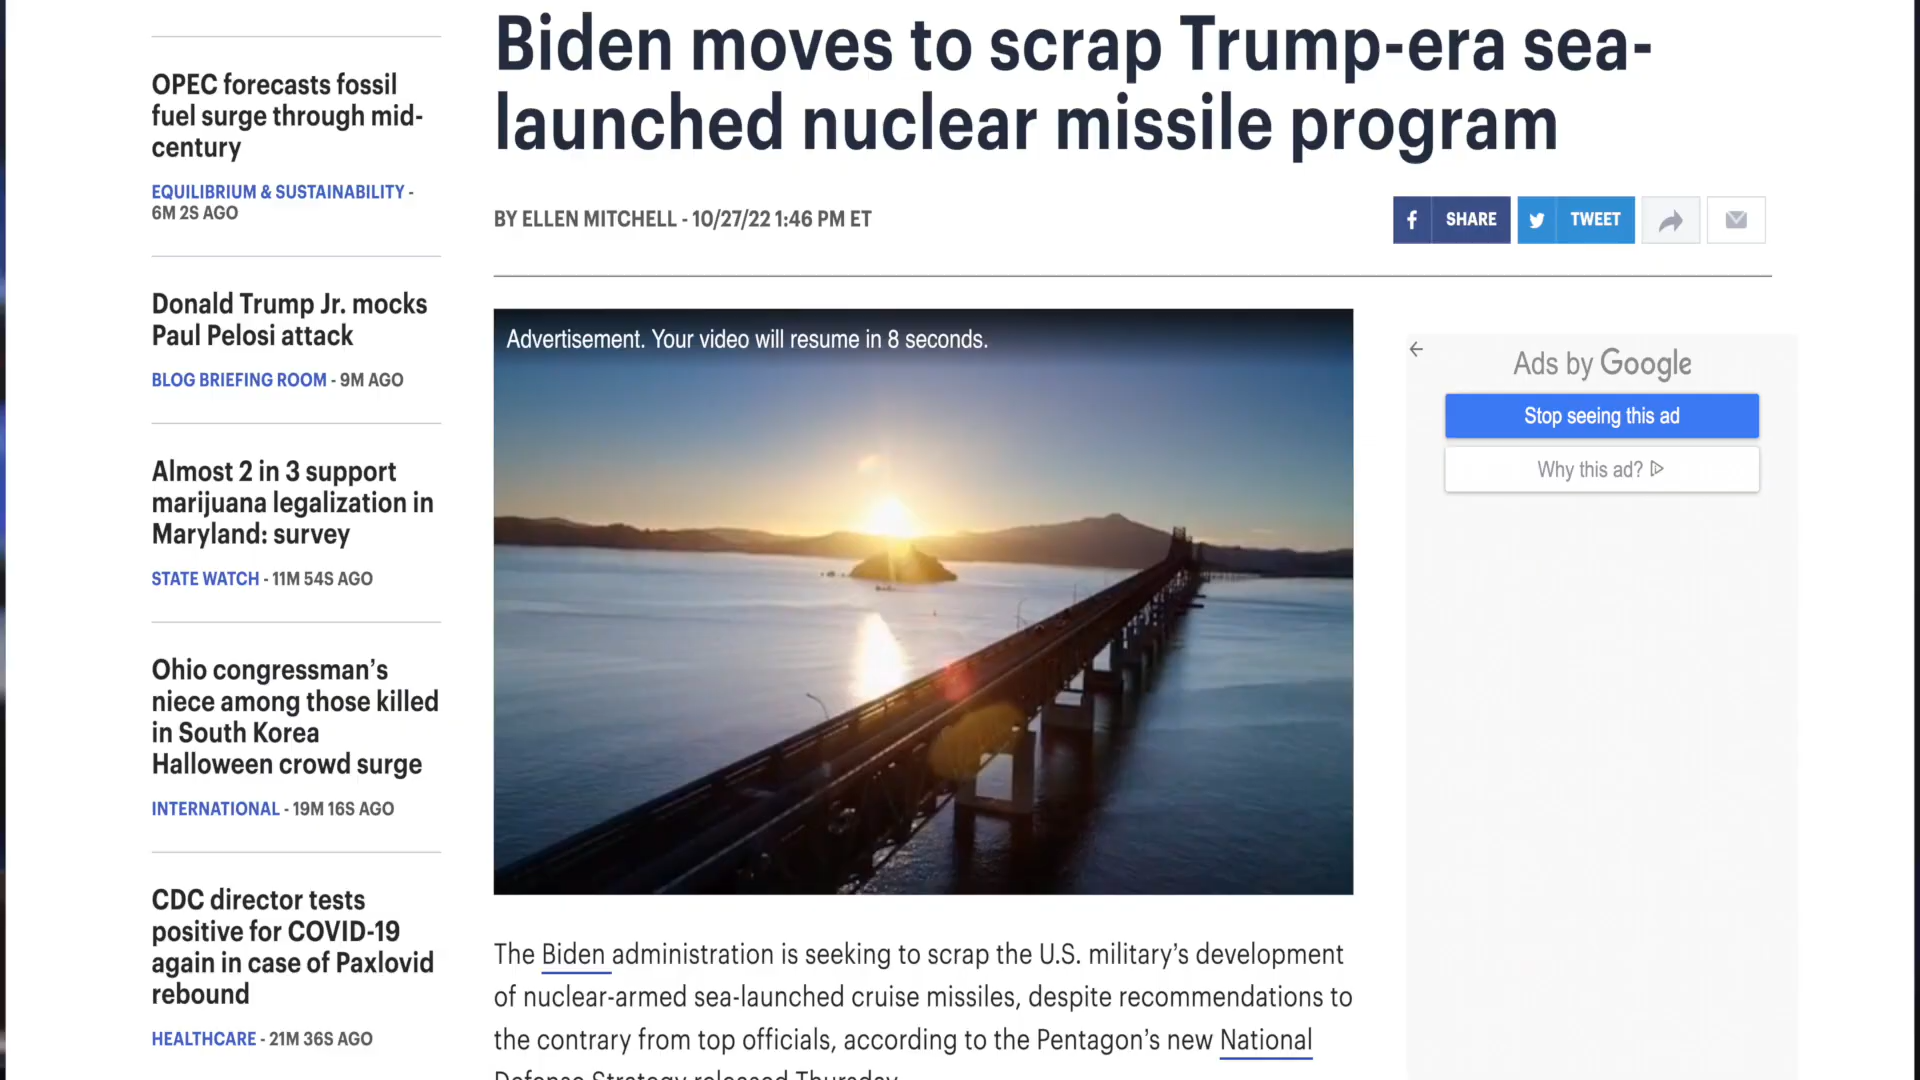 OPEC forecasts fossil
fuel surge through mid-
century
EQUILIBRIUM & SUSTAINABILITY -
6M 2S AGO
Donald Trump Jr. mocks
Paul Pelosi attack
BLOG BRIEFING ROOM - 9M AGO
Almost 2 in 3 support
marijuana legalization in
Maryland: survey
STATE WATCH - 11M 54S AGO
Ohio congressman’s
niece among those killed
in South Korea
Halloween crowd surge
INTERNATIONAL - 19M 16S AGO
CDC director tests
positive for COVID-19
again in case of Paxlovid
rebound
HEALTHCARE - 21M 36S AGO
Biden moves to scrap Trump-era sea-
launched nuclear missile program
BY ELLEN MITCHELL - 10/27/22 1:46 PM ET
SHARE
TWEET
Advertisement. Your video will resume in 8 seconds.
The Biden administration is seeking to scrap the U.S. military’s development
of nuclear-armed sea-launched cruise missiles, despite recommendations to
the contrary from top officials, according to the Pentagon’s new National
Defense Strategy released Thursday
Ads by Google
Stop seeing this ad
Why this ad?